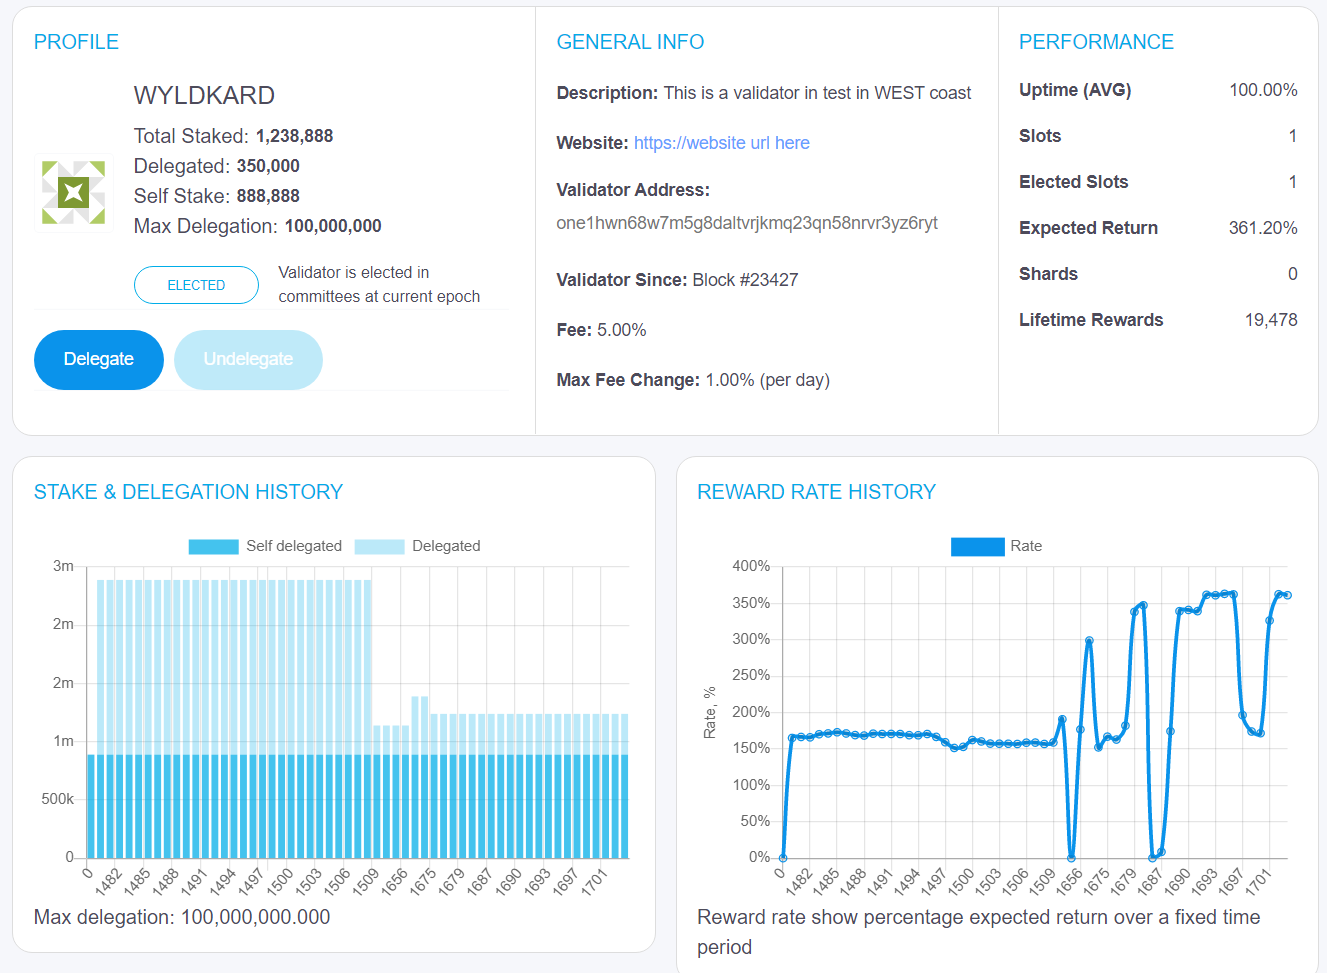 PROFILE
WYLDKARD
Total Staked: 1,238,888
Delegated: 350,000
Self Stake: 888,888
Max Delegation: 100,000,000
ELECTED
Validator is elected in
committees at current epoch
Delegate
Undelegate
GENERAL INFO
Description: This is a validator in test in WEST coast
Website: https://website url here
Validator Address:
one1hwn68w7m5g8daltvrjkmq23qn58nrvr3yz6ryt
Validator Since: Block #23427
Fee: 5.00%
Max Fee Change: 1.00% (per day)
PERFORMANCE
Uptime (AVG) 100.00%
Slots 1
Elected Slots 1
Expected Return 361.20%
Shards 0
Lifetime Rewards 19,478
STAKE & DELEGATION HISTORY
Self delegated Delegated
3m
2m
2m
1m
500k
0
0 1482 1485 1488 1491 1494 1497 1500 1503 1506 1509 1656 1675 1679 1687 1690 1693 1697 1701
Max delegation: 100,000,000.000
REWARD RATE HISTORY
Rate
400%
350%
300%
250%
200%
150%
100%
50%
0%
Rate, %
0 1482 1485 1488 1491 1494 1497 1500 1503 1506 1509 1656 1675 1679 1687 1690 1693 1697 1701
Reward rate show percentage expected return over a fixed time
period